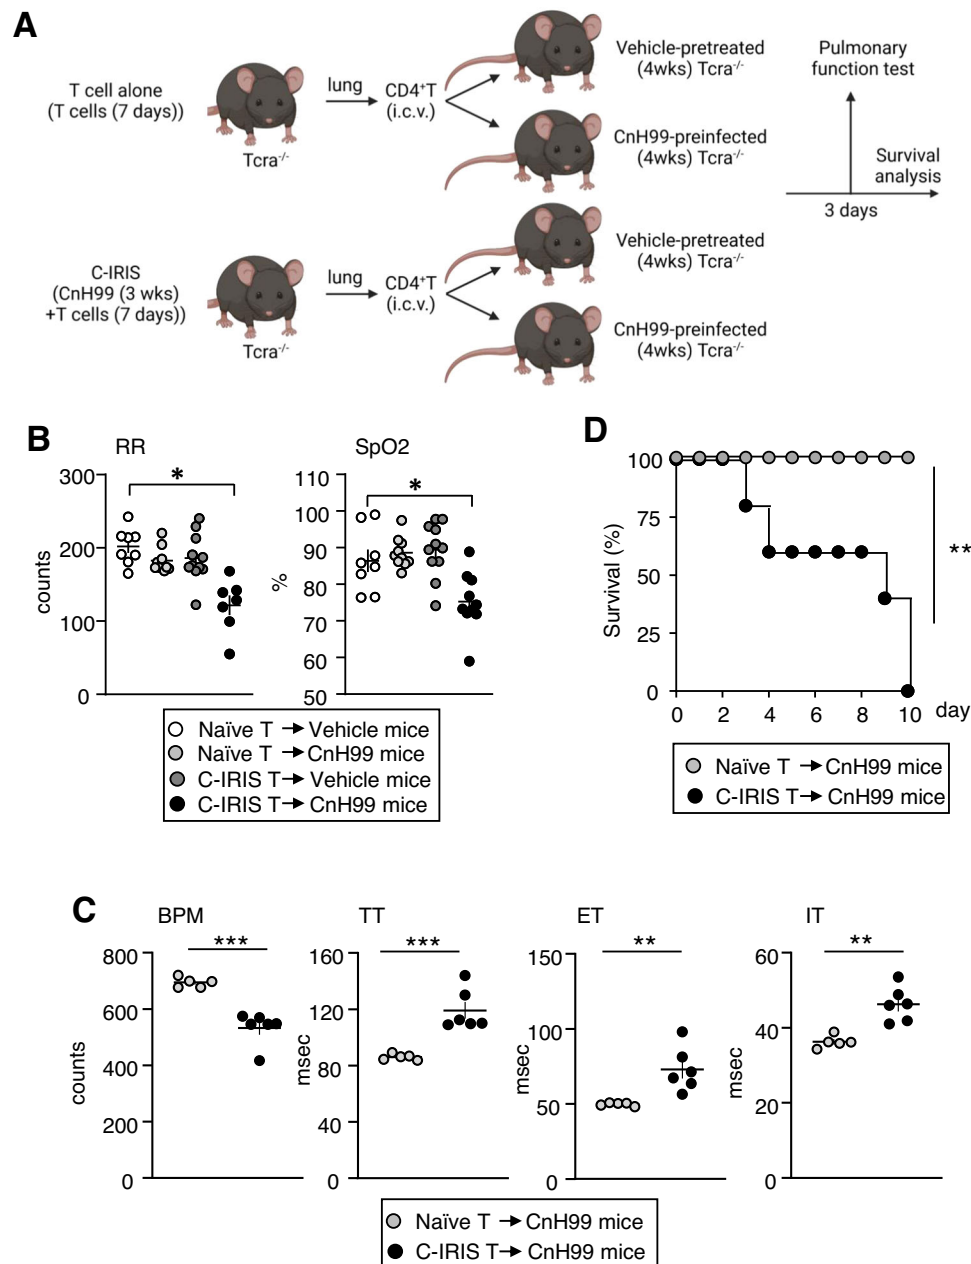 A
T cell alone
(T cells (7 days))
Tcra-/-
lung
CD4+T
(i.c.v.)
Vehicle-pretreated
(4wks) Tcra-/-
CnH99-preinfected
(4wks) Tcra-/-
Pulmonary
function test
Survival
analysis
3 days
C-IRIS
(CnH99 (3 wks)
+T cells (7 days))
Tcra-/-
lung
CD4+T
(i.c.v.)
Vehicle-pretreated
(4wks) Tcra-/-
CnH99-preinfected
(4wks) Tcra-/-
B
RR
counts
300
200
100
0
*
SpO2
%
110
100
90
80
70
60
50
*
Naïve T → Vehicle mice
Naïve T → CnH99 mice
C-IRIS T → Vehicle mice
C-IRIS T → CnH99 mice
D
Survival (%)
100
75
50
25
0
0 2 4 6 8 10 day
**
Naïve T → CnH99 mice
C-IRIS T → CnH99 mice
C
BPM
counts
800
600
400
200
0
***
TT
msec
160
120
80
40
0
***
ET
msec
150
100
50
0
**
IT
msec
60
40
20
0
**
Naïve T → CnH99 mice
C-IRIS T → CnH99 mice